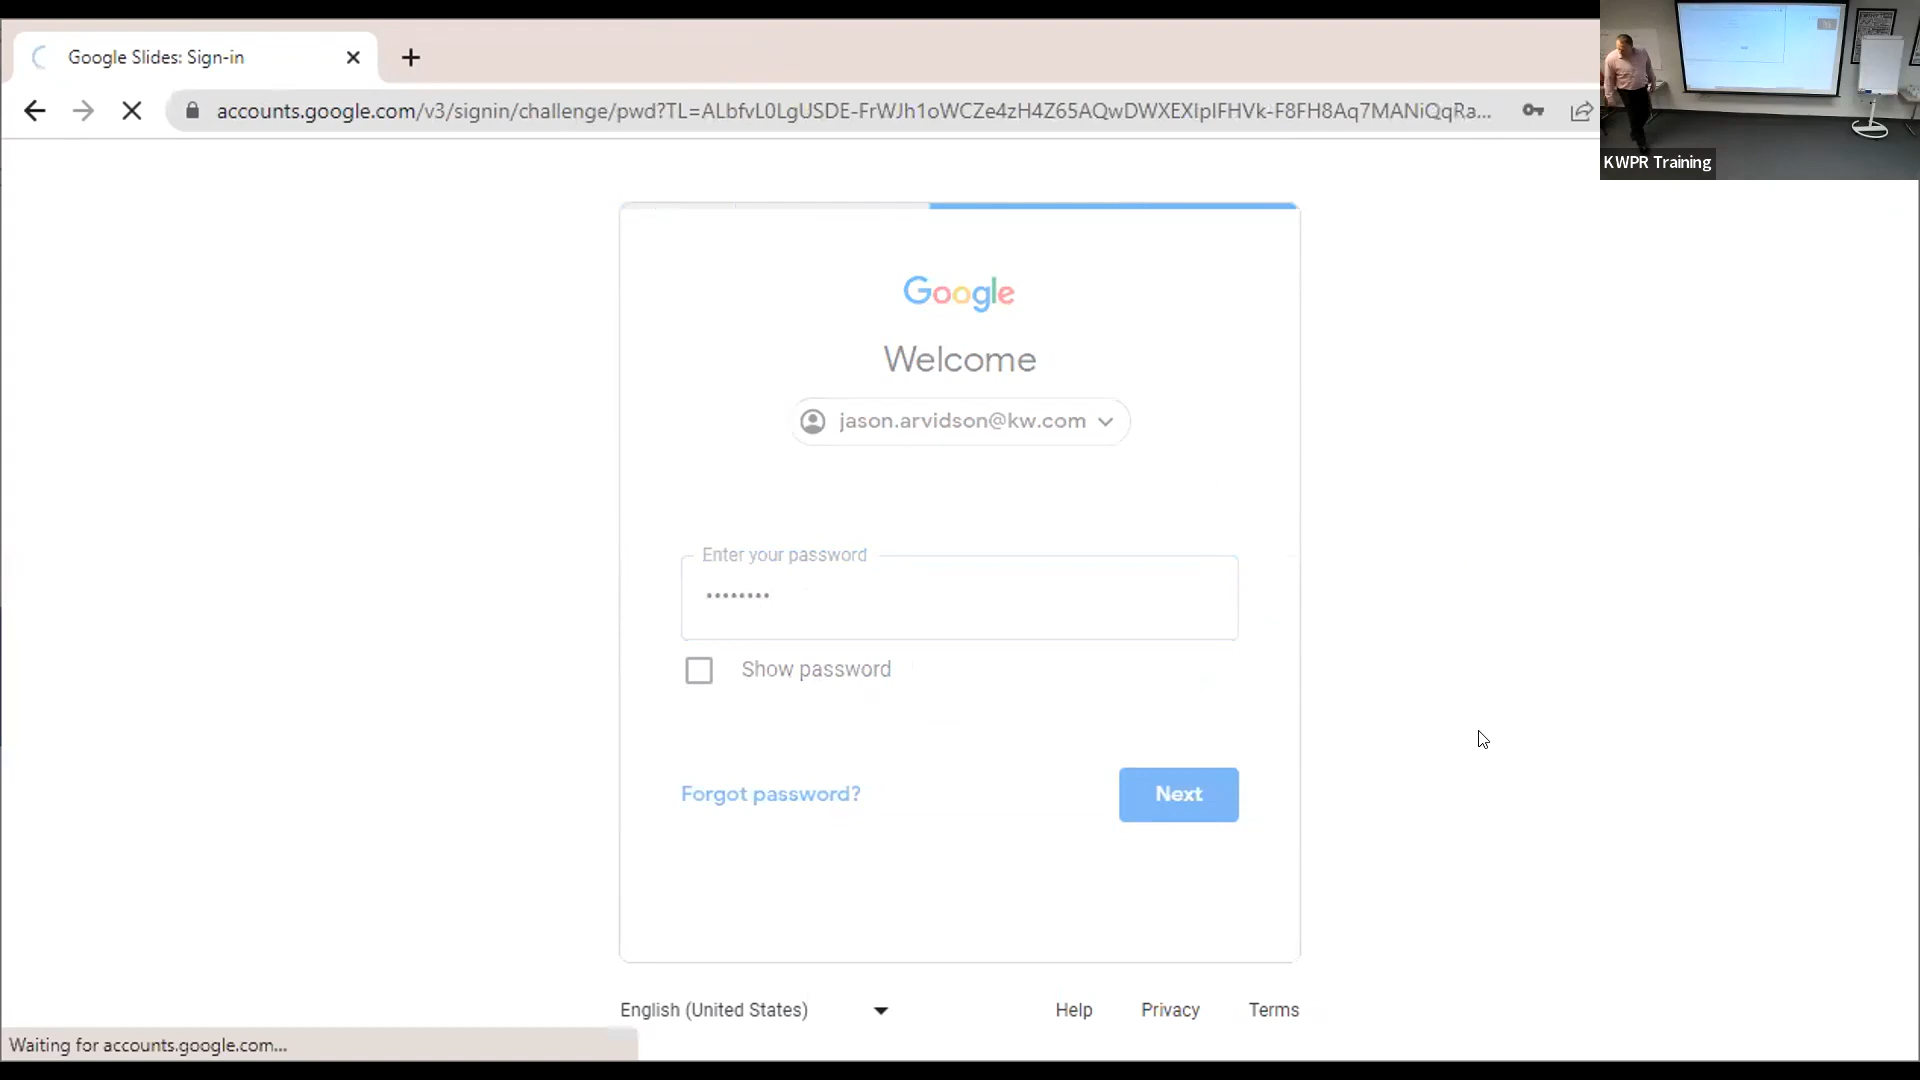 Google Slides: Sign-in
accounts.google.com/v3/signin/challenge/pwd?TL=ALbfvL0LgUSDE-FrWJh1oWCZe4zH4Z65AQwDWXEXIpIFHVk-F8FH8Aq7MANiQqRa...
KWPR Training
Google
Welcome
jason.arvidson@kw.com
Enter your password
••••••••
Show password
Forgot password?
Next
English (United States)
Help Privacy Terms
Waiting for accounts.google.com...